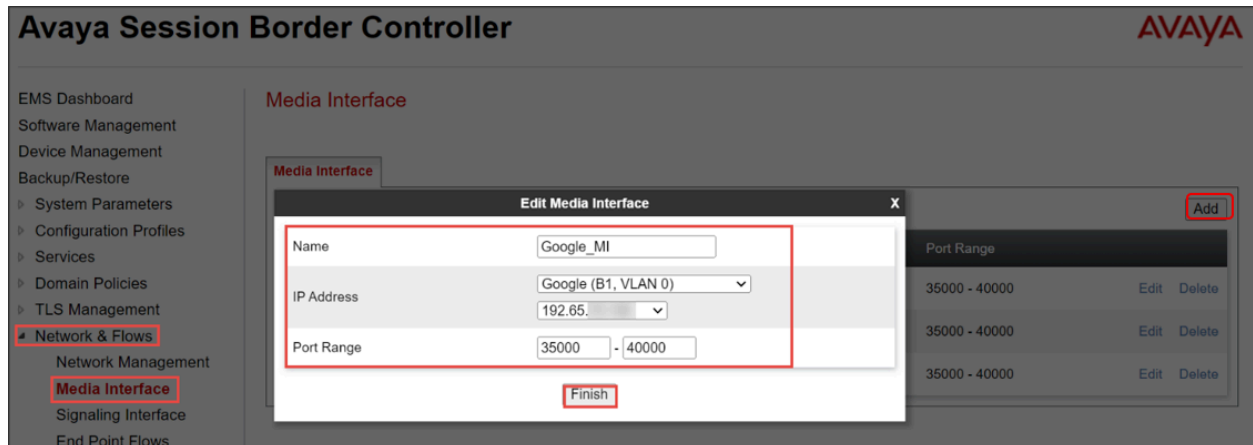 Avaya Session Border Controller
AVAYA
EMS Dashboard
Software Management
Device Management
Backup/Restore
System Parameters
Configuration Profiles
Services
Domain Policies
TLS Management
Network & Flows
Network Management
Media Interface
Signaling Interface
End Point Flows
Media Interface
Media Interface
Add
Port Range
35000 - 40000 Edit Delete
35000 - 40000 Edit Delete
35000 - 40000 Edit Delete
Edit Media Interface X
Name Google_MI
IP Address Google (B1, VLAN 0)
192.65.
Port Range 35000 - 40000
Finish